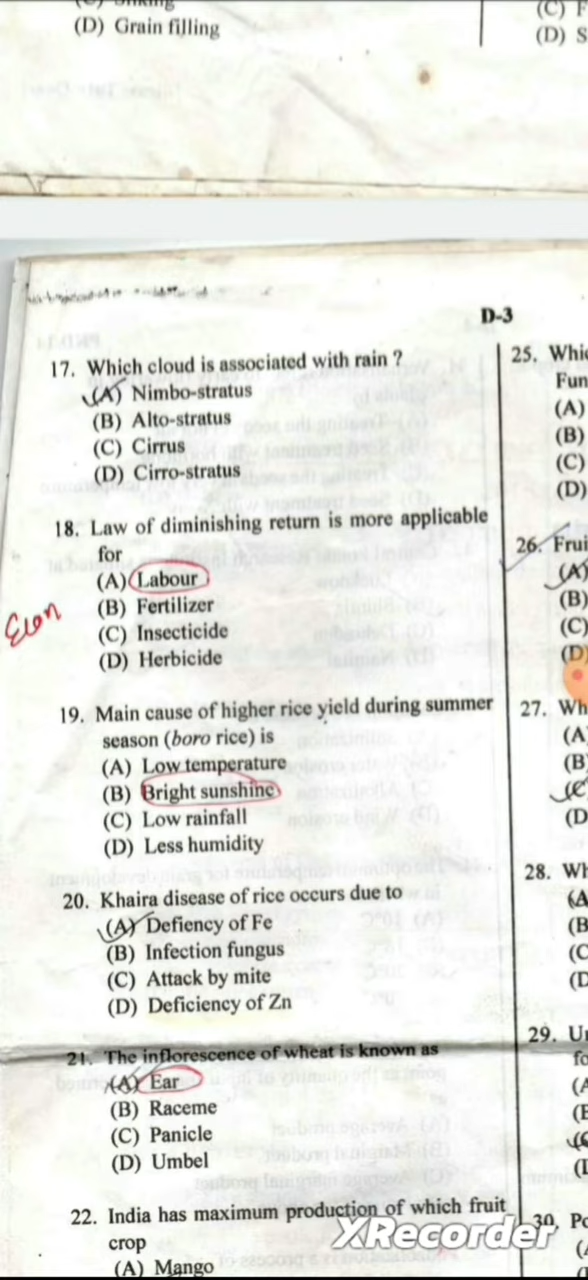 (D) Grain filling
(C) F
(D) S
D-3
17. Which cloud is associated with rain ?
(A) Nimbo-stratus
(B) Alto-stratus
(C) Cirrus
(D) Cirro-stratus
18. Law of diminishing return is more applicable
for
(A) Labour
(B) Fertilizer
(C) Insecticide
(D) Herbicide
Econ
19. Main cause of higher rice yield during summer
season (boro rice) is
(A) Low temperature
(B) Bright sunshine
(C) Low rainfall
(D) Less humidity
20. Khaira disease of rice occurs due to
(A) Defiency of Fe
(B) Infection fungus
(C) Attack by mite
(D) Deficiency of Zn
21. The inflorescence of wheat is known as
(A) Ear
(B) Raceme
(C) Panicle
(D) Umbel
22. India has maximum production of which fruit
crop
(A) Mango
25. Whic
Fun
(A)
(B)
(C)
(D)
26. Frui
(A)
(B)
(C)
(D)
27. Wh
(A
(B
(C
(D
28. Wh
(A
(B
(C
(D
29. Un
fo
(A
(B
30. Po
XRecorder